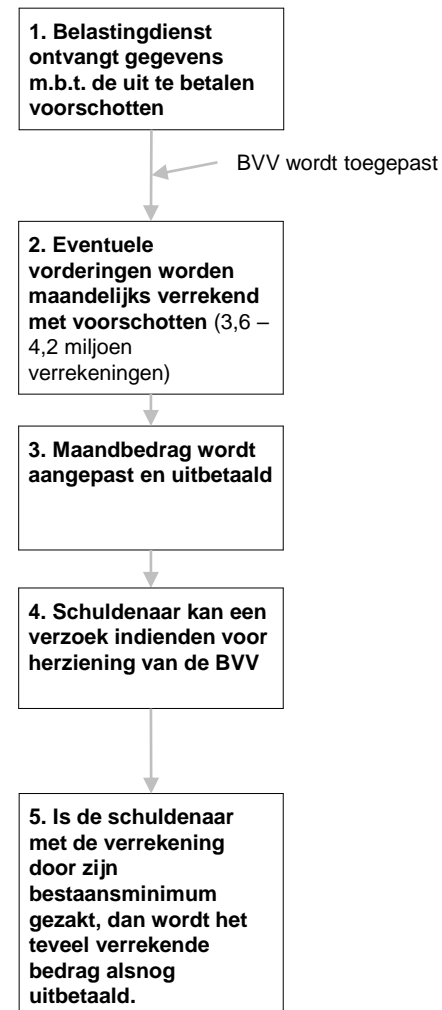 1. Belastingdienst
ontvangt gegevens
m.b.t. de uit te betalen
voorschotten
BVV wordt toegepast
2. Eventuele
vorderingen worden
maandelijks verrekend
met voorschotten (3,6 –
4,2 miljoen
verrekeningen)
3. Maandbedrag wordt
aangepast en uitbetaald
4. Schuldenaar kan een
verzoek indienden voor
herziening van de BVV
5. Is de schuldenaar
met de verrekening
door zijn
bestaansminimum
gezakt, dan wordt het
teveel verrekende
bedrag alsnog
uitbetaald.